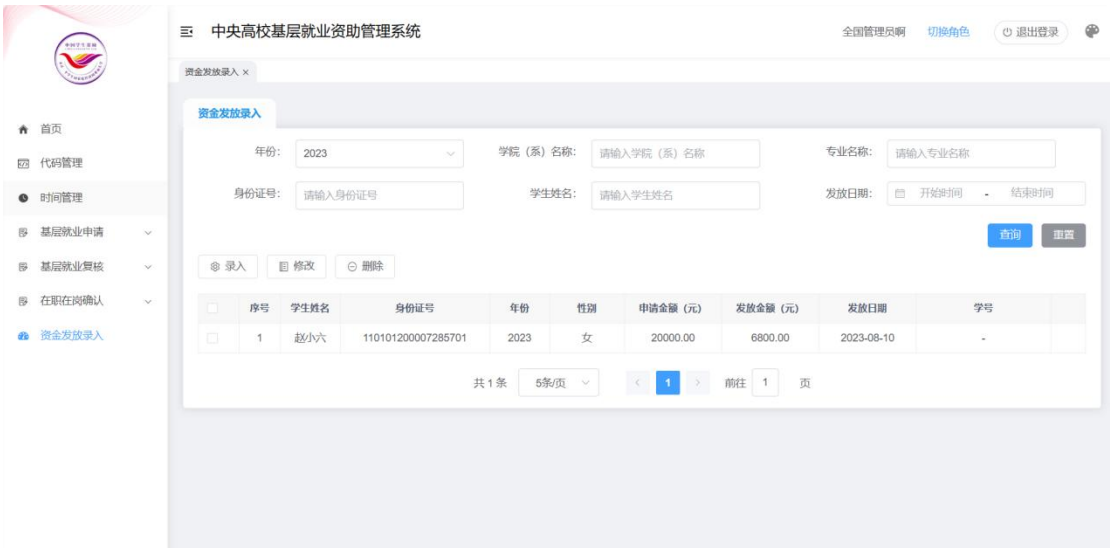 中央高校基层就业资助管理系统
全国管理员啊 切换角色 退出登录
资金发放录入 ×
首页
代码管理
时间管理
基层就业申请
基层就业复核
在职在岗确认
资金发放录入
资金发放录入
年份: 2023 学院（系）名称: 请输入学院（系）名称 专业名称: 请输入专业名称
身份证号: 请输入身份证号 学生姓名: 请输入学生姓名 发放日期: 开始时间 - 结束时间
查询 重置
录入 修改 删除
序号 学生姓名 身份证号 年份 性别 申请金额（元） 发放金额（元） 发放日期 学号
1 赵小六 110101200007285701 2023 女 20000.00 6800.00 2023-08-10 -
共 1 条 5条/页 < 1 > 前往 1 页